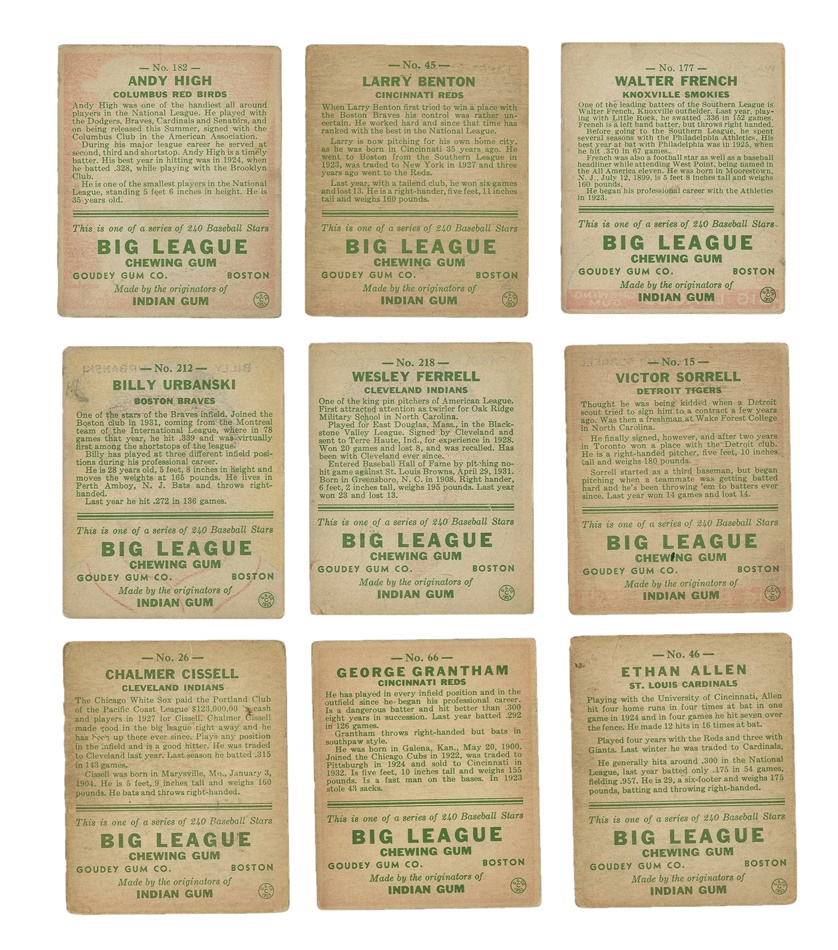 — No. 182 —
ANDY HIGH
COLUMBUS RED BIRDS
Andy High was one of the handiest all around
players in the National League. He played with
the Dodgers, Braves, Cardinals and Senators, and
on being released this Summer, signed with the
Columbus Club in the American Association.
During his major league career he served at
second, third and shortstop. Andy High is a timely
batter. His best year in hitting was in 1924, when
he batted .328, while playing with the Brooklyn
Club.
He is one of the smallest players in the National
League, standing 5 feet 6 inches in height. He is
35 years old.
This is one of a series of 240 Baseball Stars
BIG LEAGUE
CHEWING GUM
GOUDEY GUM CO. BOSTON
Made by the originators of
INDIAN GUM
— No. 45 —
LARRY BENTON
CINCINNATI REDS
When Larry Benton first tried to win a place with
the Boston Braves his control was rather un-
certain. He worked hard and since that time has
ranked with the best in the National League.
Larry is now pitching for his own home city,
as he was born in Cincinnati 35 years ago. He
went to Boston from the Southern League in
1923, was traded to New York in 1927 and three
years ago went to the Reds.
Last year, with a tailend club, he won six games
and lost 13. He is a right-hander, five feet, 11 inches
tall and weighs 160 pounds.
This is one of a series of 240 Baseball Stars
BIG LEAGUE
CHEWING GUM
GOUDEY GUM CO. BOSTON
Made by the originators of
INDIAN GUM
— No. 177 —
WALTER FRENCH
KNOXVILLE SMOKIES
One of the leading batters of the Southern League is
Walter French, Knoxville outfielder. Last year, play-
ing with Little Rock, he swatted .336 in 152 games.
French is a left hand batter, but throws right handed.
Before going to the Southern League, he spent
several seasons with the Philadelphia Athletics. His
best year at bat with Philadelphia was in 1925, when
he hit .370 in 67 games.
French was also a football star as well as a baseball
headliner while attending West Point, being named in
the All America eleven. He was born in Moorestown,
N. J., July 12, 1899, is 5 feet 8 inches tall and weighs
160 pounds.
He began his professional career with the Athletics
in 1923.
This is one of a series of 240 Baseball Stars
BIG LEAGUE
CHEWING GUM
GOUDEY GUM CO. BOSTON
Made by the originators of
INDIAN GUM
— No. 212 —
BILLY URBANSKI
BOSTON BRAVES
One of the stars of the Braves infield. Joined the
Boston club in 1931, coming from the Montreal
team of the International League, where in 78
games that year, he hit .339 and was virtually
first among the shortstops of the league.
Billy has played at three different infield posi-
tions during his professional career.
He is 28 years old, 5 feet, 8 inches in height and
moves the weights at 165 pounds. He lives in
Perth Amboy, N. J. Bats and throws right-
handed.
Last year he hit .272 in 136 games.
This is one of a series of 240 Baseball Stars
BIG LEAGUE
CHEWING GUM
GOUDEY GUM CO. BOSTON
Made by the originators of
INDIAN GUM
— No. 218 —
WESLEY FERRELL
CLEVELAND INDIANS
One of the king pin pitchers of American League.
First attracted attention as twirler for Oak Ridge
Military School in North Carolina.
Played for East Douglas, Mass., in the Black-
stone Valley League. Signed by Cleveland and
sent to Terre Haute, Ind., for experience in 1928.
Won 20 games and lost 8, and was recalled. Has
been with Cleveland ever since.
Entered Baseball Hall of Fame by pitching no-
hit game against St. Louis Browns, April 29, 1931.
Born in Greensboro, N. C. in 1908. Right hander,
6 feet, 2 inches tall, weighs 195 pounds. Last year
won 23 and lost 13.
This is one of a series of 240 Baseball Stars
BIG LEAGUE
CHEWING GUM
GOUDEY GUM CO. BOSTON
Made by the originators of
INDIAN GUM
— No. 15 —
VICTOR SORRELL
DETROIT TIGERS
Thought he was being kidded when a Detroit
scout tried to sign him to a contract a few years
ago. Was then a freshman at Wake Forest College
in North Carolina.
He finally signed, however, and after two years
in Toronto won a place with the Detroit club.
He is a right-handed pitcher, five feet, 10 inches
tall and weighs 180 pounds.
Sorrell started as a third baseman, but began
pitching when a teammate was getting batted
hard and he's been throwing 'em to batters ever
since. Last year won 14 games and lost 14.
This is one of a series of 240 Baseball Stars
BIG LEAGUE
CHEWING GUM
GOUDEY GUM CO. BOSTON
Made by the originators of
INDIAN GUM
— No. 26 —
CHALMER CISSELL
CLEVELAND INDIANS
The Chicago White Sox paid the Portland Club
of the Pacific Coast League $123,000.00 in cash
and players in 1927 for Cissell. Chalmer Cissell
made good in the big league right away and he
has been up there ever since. Plays any position
in the infield and is a good hitter. He was traded
to Cleveland last year. Last season he batted .315
in 143 games.
Cissell was born in Marysville, Mo., January 3,
1904. He is 5 feet, 9 inches tall and weighs 160
pounds. He bats and throws right-handed.
This is one of a series of 240 Baseball Stars
BIG LEAGUE
CHEWING GUM
GOUDEY GUM CO. BOSTON
Made by the originators of
INDIAN GUM
— No. 66 —
GEORGE GRANTHAM
CINCINNATI REDS
He has played in every infield position and in the
outfield since he began his professional career.
Is a dangerous batter and hit better than .300
eight years in succession. Last year batted .292
in 126 games.
Grantham throws right-handed but bats in
southpaw style.
He was born in Galena, Kan., May 20, 1900.
Joined the Chicago Cubs in 1922, was traded to
Pittsburgh in 1924 and sold to Cincinnati in
1932. Is five feet, 10 inches tall and weighs 155
pounds. Is a fast man on the bases. In 1923
stole 43 sacks.
This is one of a series of 240 Baseball Stars
BIG LEAGUE
CHEWING GUM
GOUDEY GUM CO. BOSTON
Made by the originators of
INDIAN GUM
— No. 46 —
ETHAN ALLEN
ST. LOUIS CARDINALS
Playing with the University of Cincinnati, Allen
hit four home runs in four times at bat in one
game in 1924 and in four games he hit seven over
the fence. He made 12 hits in 16 times at bat.
Played four years with the Reds and three with
Giants. Last winter he was traded to Cardinals.
He generally hits around .300 in the National
League, last year batted only .175 in 54 games,
fielding .957. He is 29, a six-footer and weighs 175
pounds, batting and throwing right-handed.
This is one of a series of 240 Baseball Stars
BIG LEAGUE
CHEWING GUM
GOUDEY GUM CO. BOSTON
Made by the originators of
INDIAN GUM